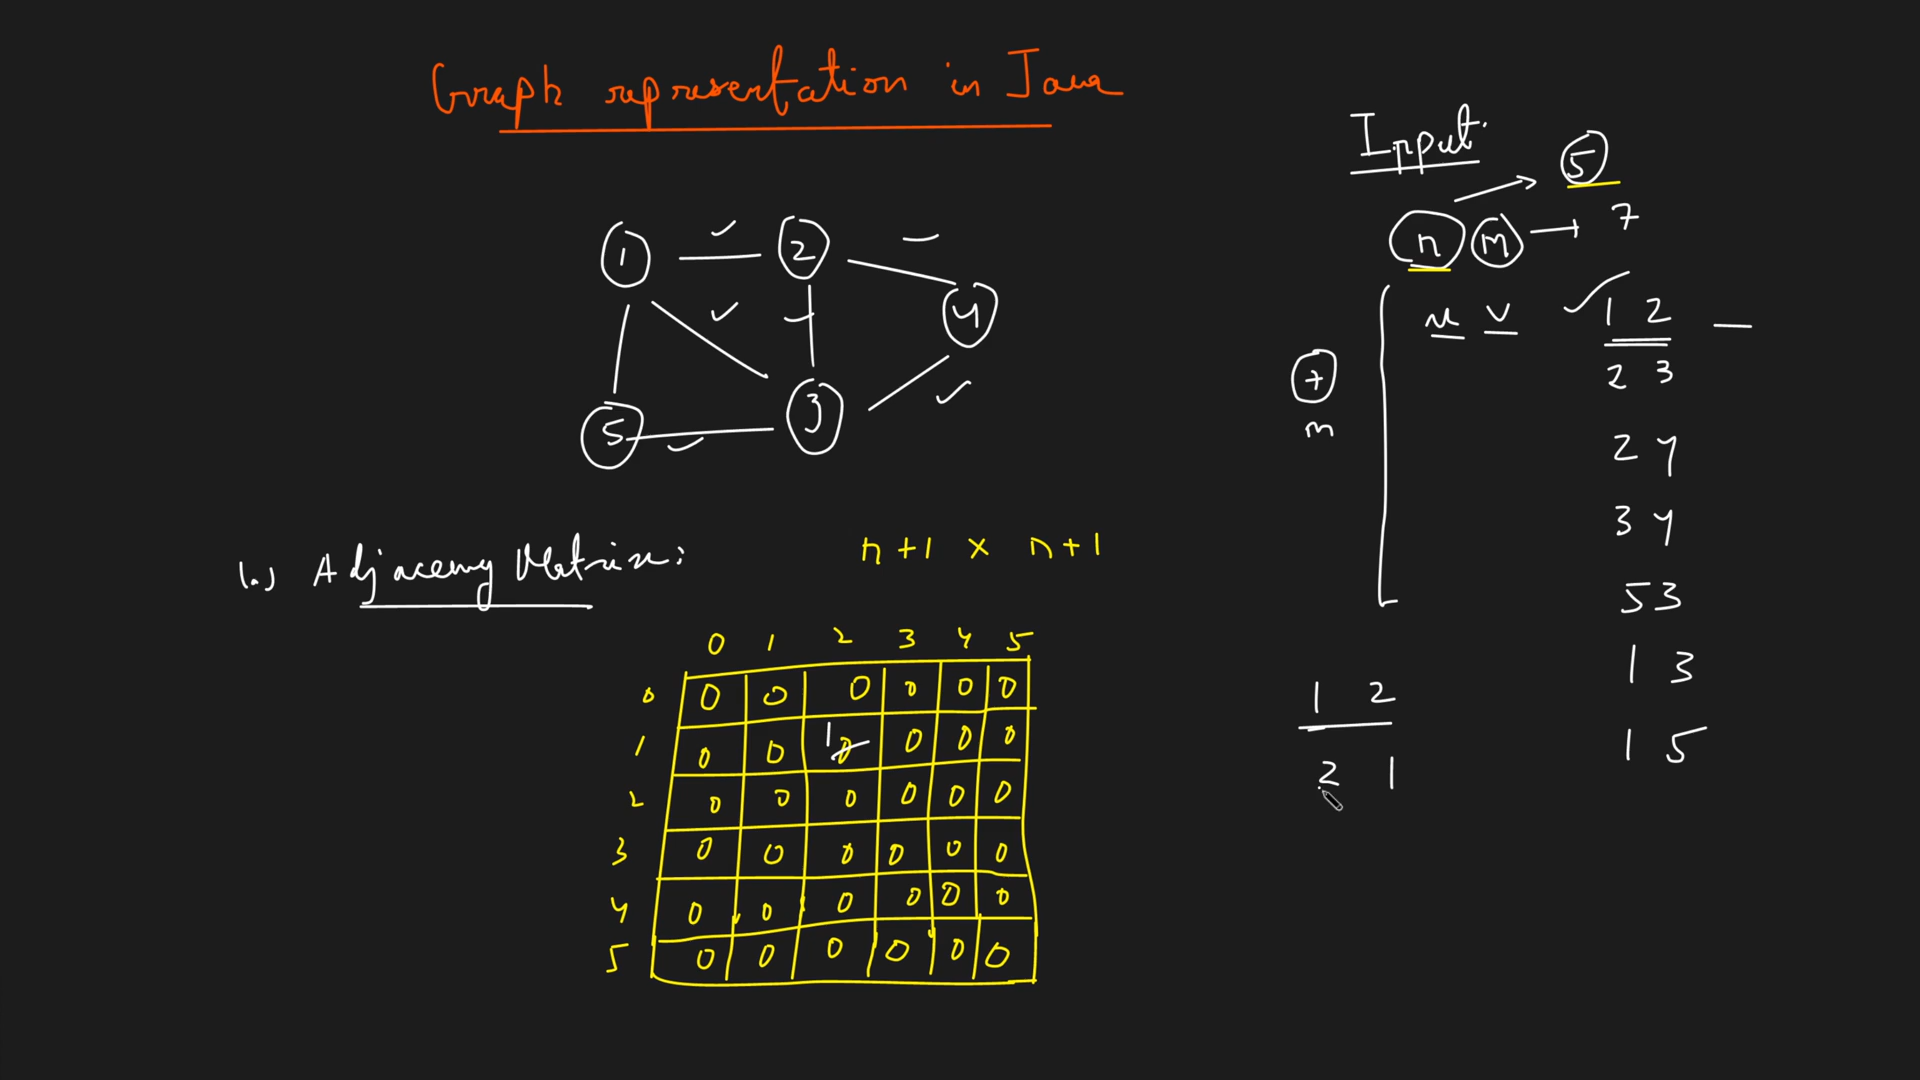 Graph representation in Java
Input.
5
n m → 7
1 2
4
5 3
u v 1 2
2 3
2 4
3 4
5 3
1 3
1 5
m
1.) Adjacency Matrix:
n+1 x n+1
0 1 2 3 4 5
0 0 0 0 0 0 0
1 0 0 1 0 0 0 0
2 0 0 0 0 0 0
3 0 0 0 0 0 0
4 0 0 0 0 0 0
5 0 0 0 0 0 0
1 2
2 1